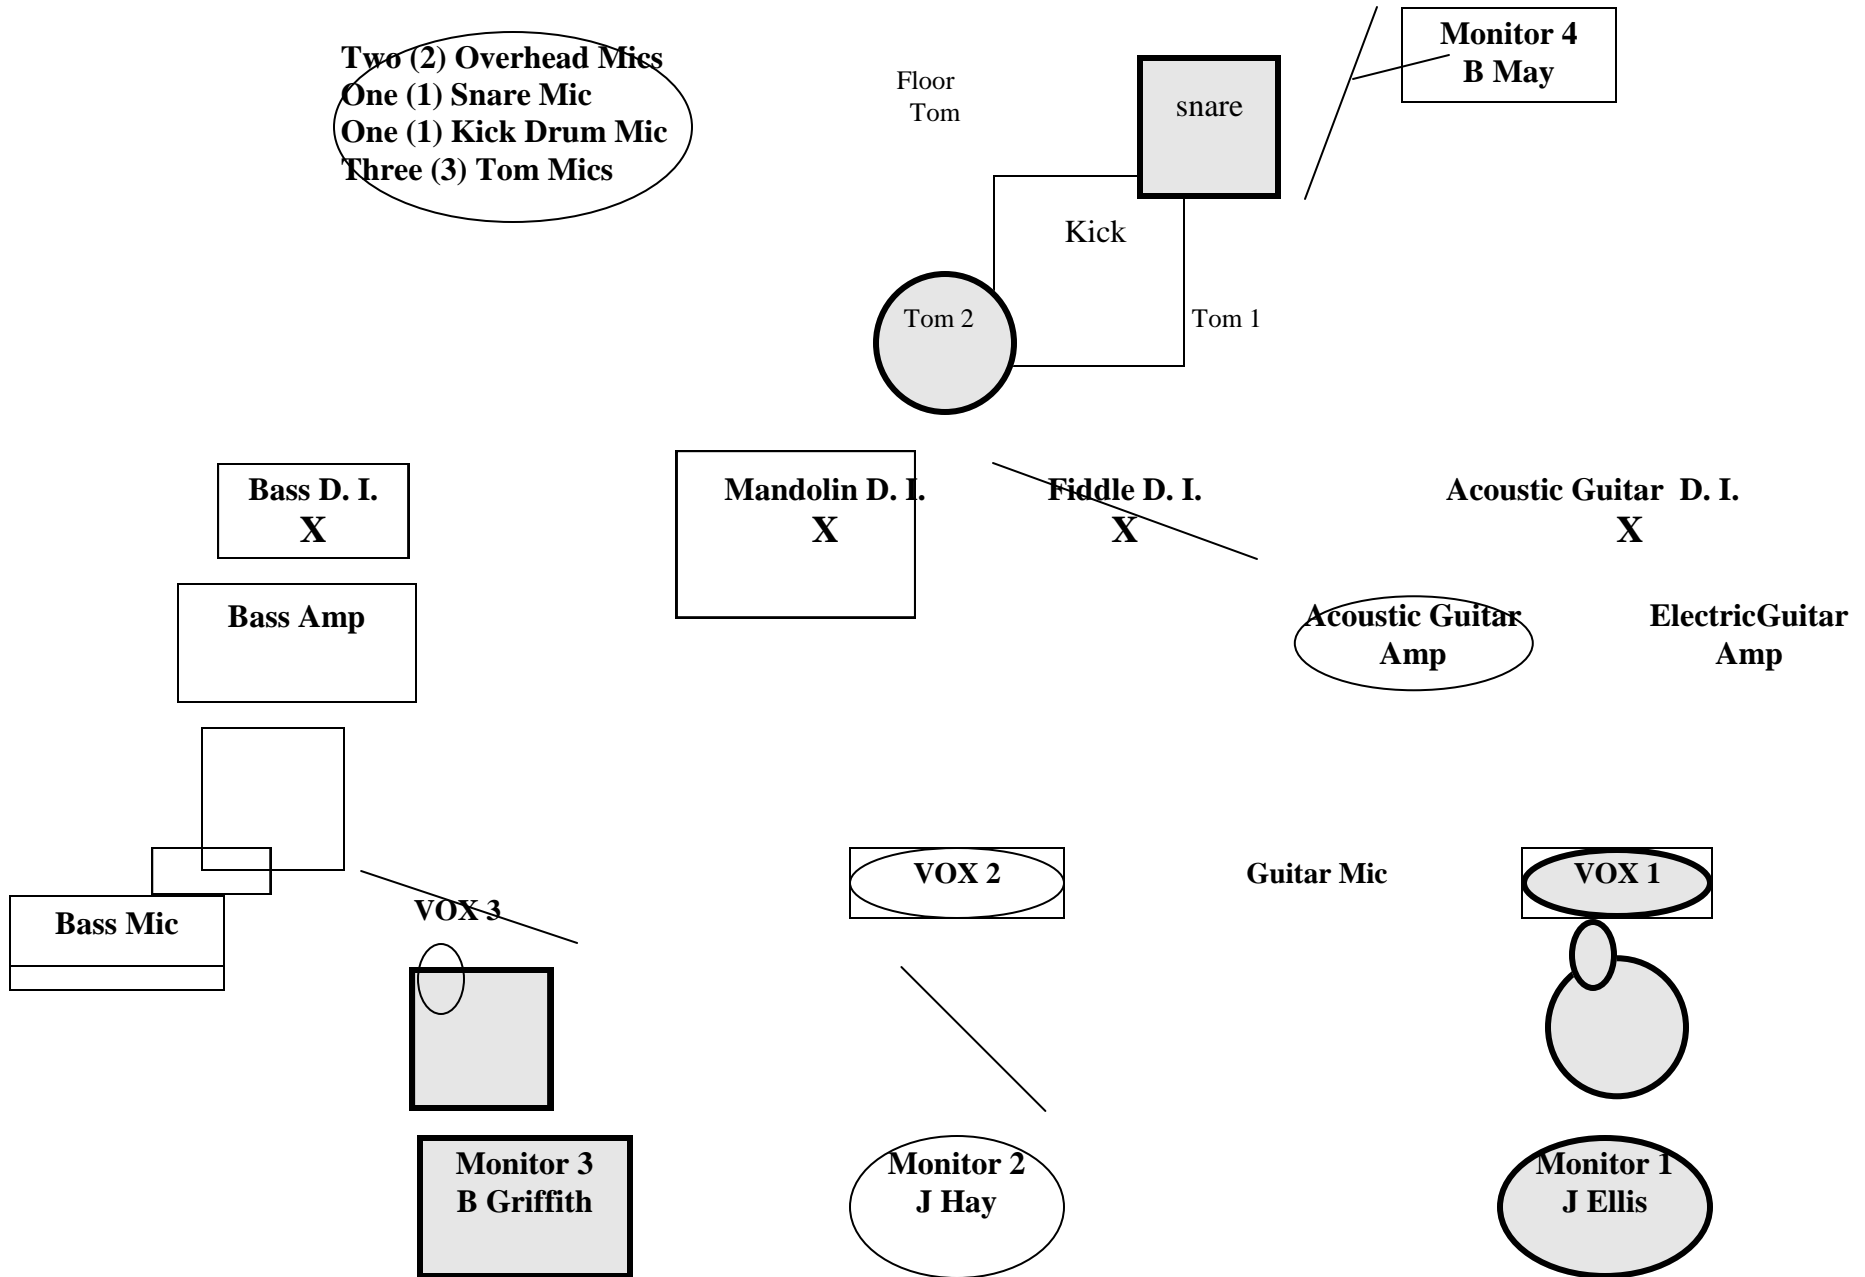 Two (2) Overhead Mics
One (1) Snare Mic
One (1) Kick Drum Mic
Three (3) Tom Mics
Floor
Tom
snare
Monitor 4
B May
Kick
Tom 2
Tom 1
Bass D. I.
X
Mandolin D. I.
X
Fiddle D. I.
X
Acoustic Guitar D. I.
X
Bass Amp
Acoustic Guitar
Amp
ElectricGuitar
Amp
VOX 3
VOX 2
Guitar Mic
VOX 1
Bass Mic
Monitor 3
B Griffith
Monitor 2
J Hay
Monitor 1
J Ellis